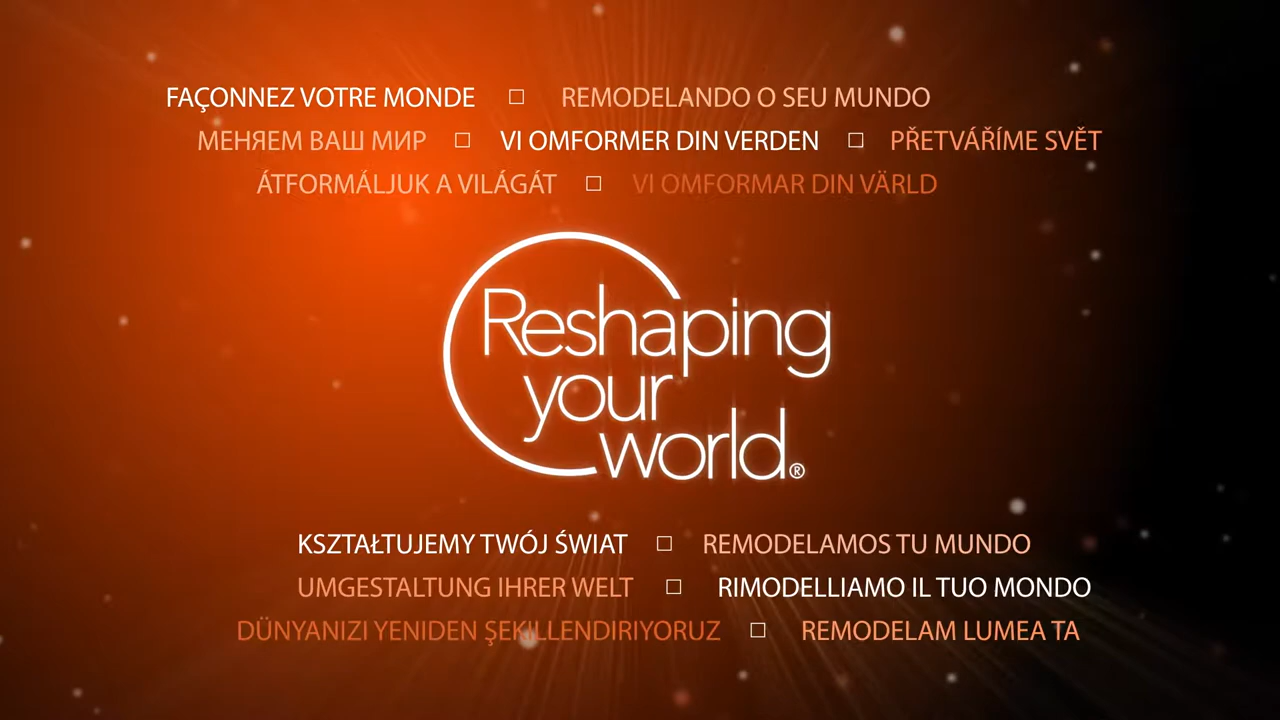 FAÇONNEZ VOTRE MONDE □ REMODELANDO O SEU MUNDO
МЕНЯЕМ ВАШ МИР □ VI OMFORMER DIN VERDEN □ PŘETVÁŘÍME SVĚT
ÁTFORMÁLJUK A VILÁGÁT □ VI OMFORMAR DIN VÄRLD
Reshaping
your
world.®
KSZTAŁTUJEMY TWÓJ ŚWIAT □ REMODELAMOS TU MUNDO
UMGESTALTUNG IHRER WELT □ RIMODELLIAMO IL TUO MONDO
DÜNYANIZI YENIDEN ŞEKILLENDIRIYORUZ □ REMODELAM LUMEA TA